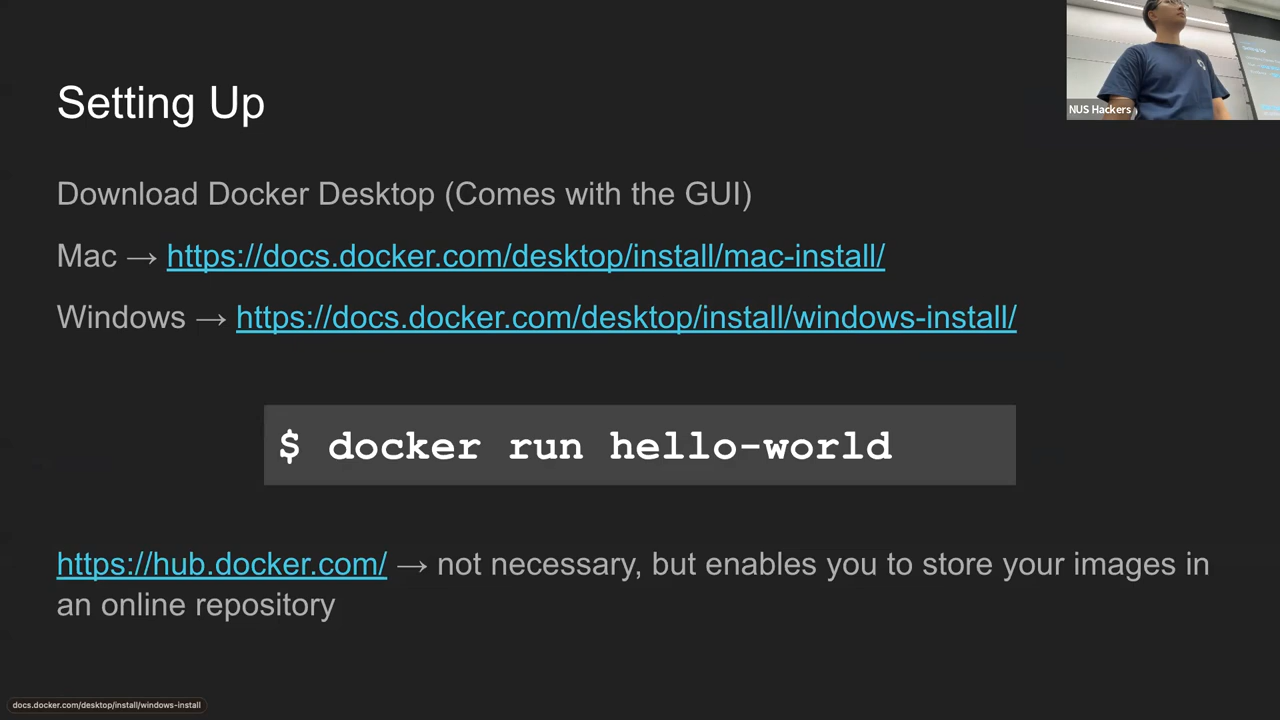 Setting Up
NUS Hackers
Download Docker Desktop (Comes with the GUI)
Mac → https://docs.docker.com/desktop/install/mac-install/
Windows → https://docs.docker.com/desktop/install/windows-install/
$ docker run hello-world
https://hub.docker.com/ → not necessary, but enables you to store your images in
an online repository
docs.docker.com/desktop/install/windows-install